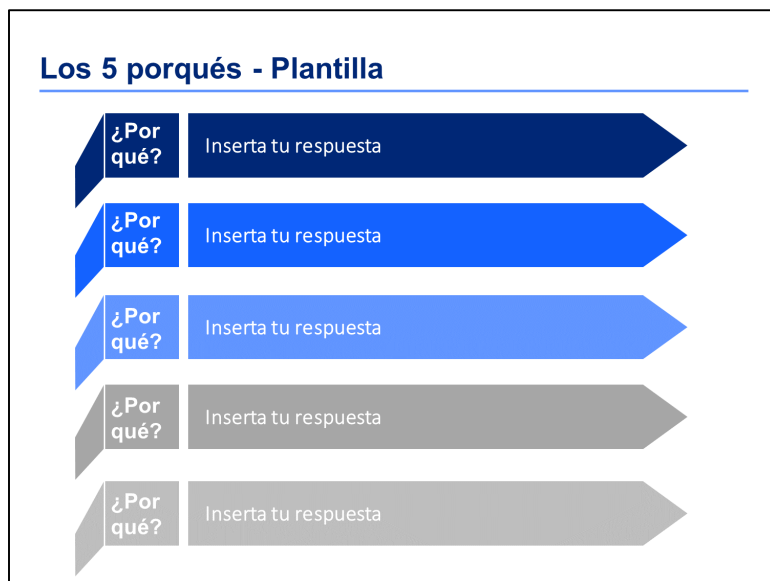 Los 5 porqués - Plantilla
¿Por
qué?
Inserta tu respuesta
¿Por
qué?
Inserta tu respuesta
¿Por
qué?
Inserta tu respuesta
¿Por
qué?
Inserta tu respuesta
¿Por
qué?
Inserta tu respuesta